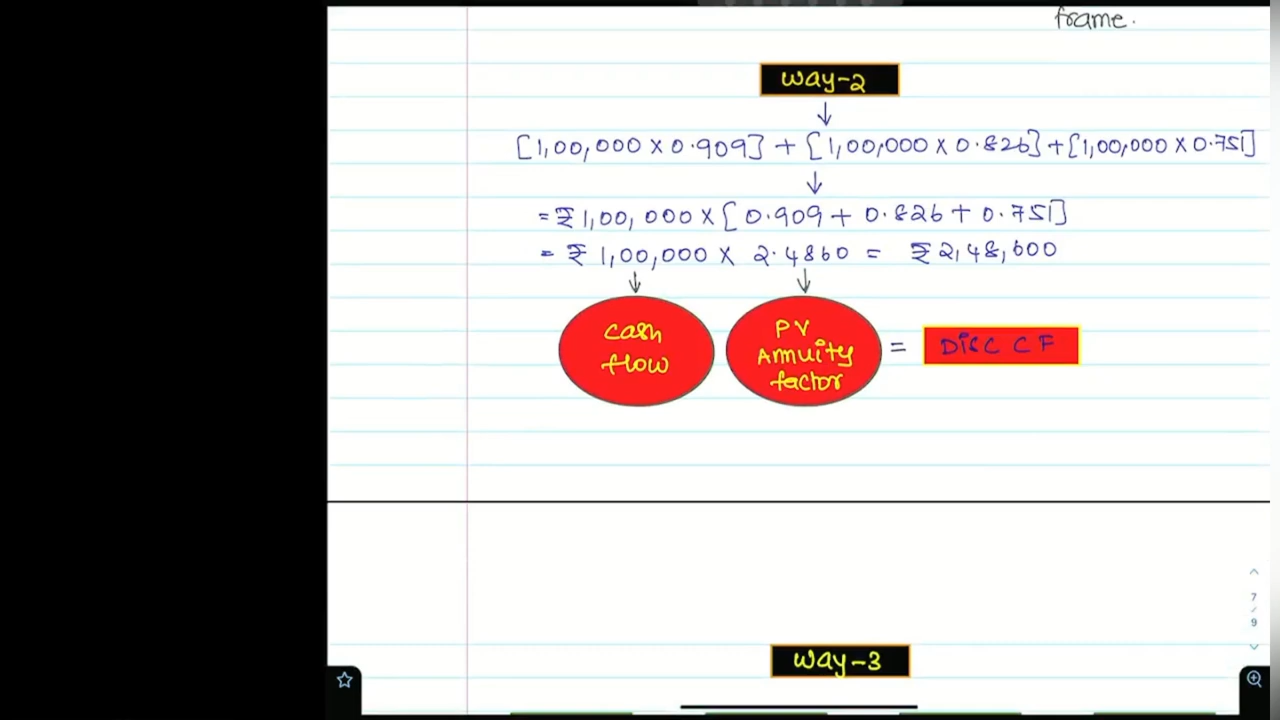 frame.
Way-2
↓
[1,00,000 X 0.909] + [1,00,000 X 0.826] + [1,00,000 X 0.751]
↓
= ₹1,00,000 X [0.909 + 0.826 + 0.751]
= ₹ 1,00,000 X 2.4860 = ₹2,48,600
↓ ↓
Cash
flow
PV
Annuity
factor
= DISC CF
7
/
9
Way-3